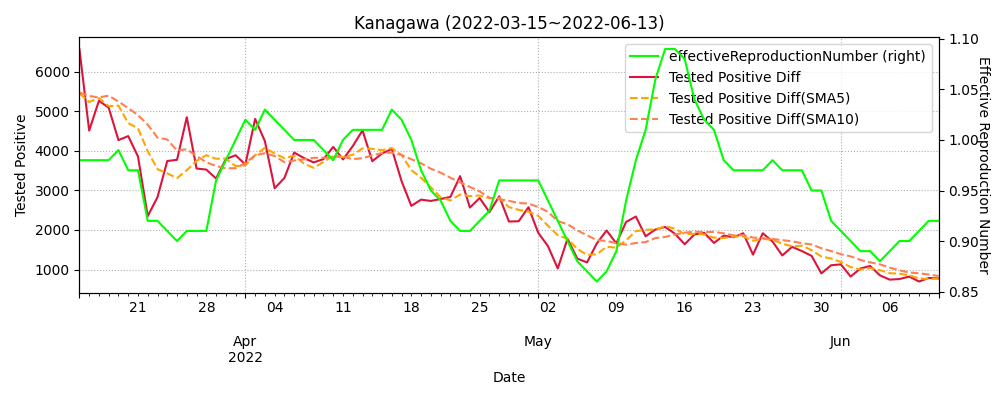 Kanagawa (2022-03-15~2022-06-13)
effectiveReproductionNumber (right)
Tested Positive Diff
Tested Positive Diff(SMA5)
Tested Positive Diff(SMA10)
Tested Positive
6000
5000
4000
3000
2000
1000
1.10
1.05
1.00
0.95
0.90
0.85
Effective Reproduction Number
21 28 04 11 18 25 02 09 16 23 30 06
Apr May Jun
2022
Date